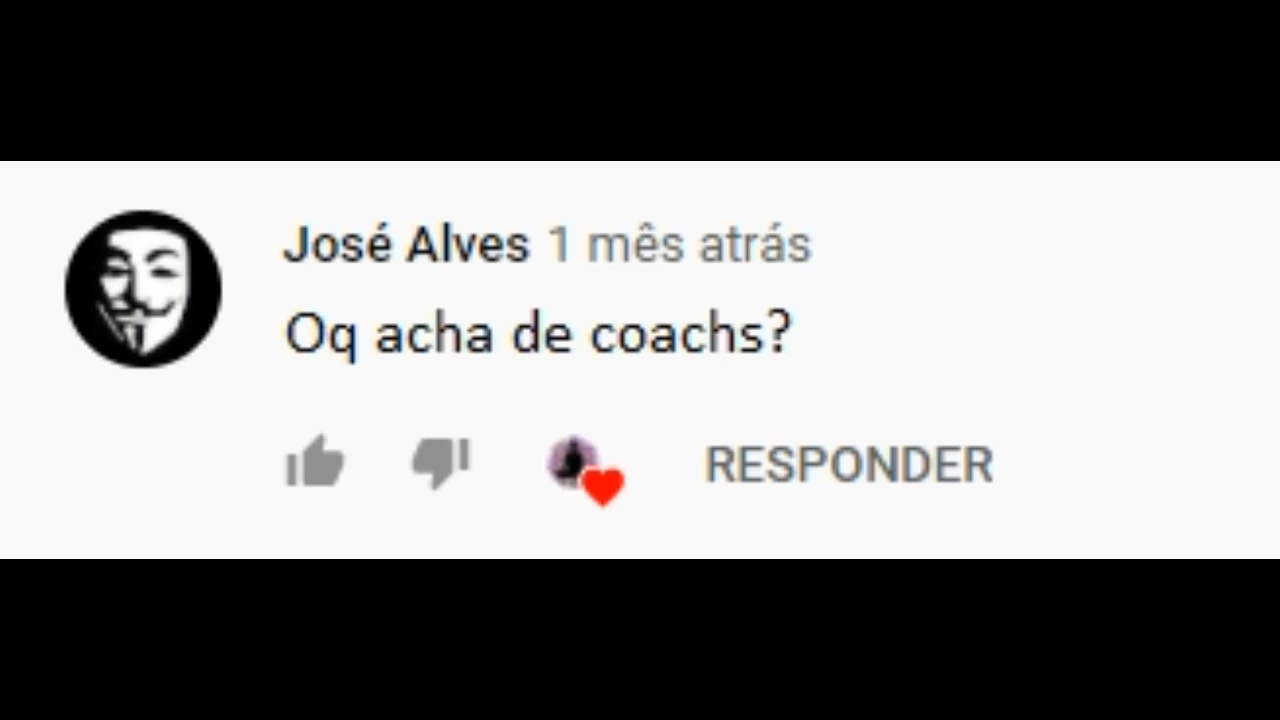 José Alves 1 mês atrás
Oq acha de coachs?
RESPONDER